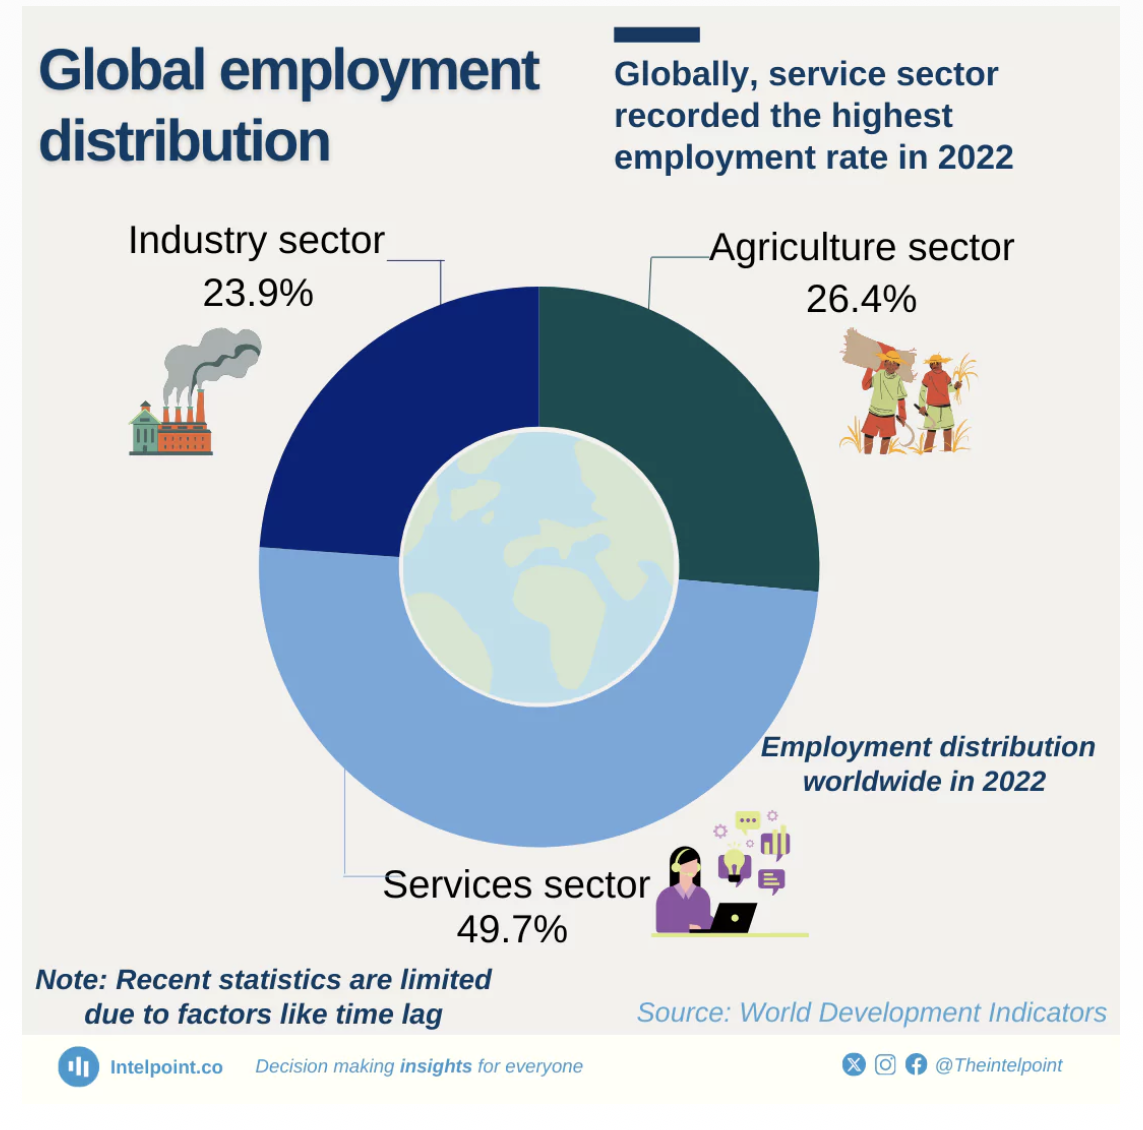 Global employment
distribution
Globally, service sector
recorded the highest
employment rate in 2022
Industry sector
23.9%
Agriculture sector
26.4%
Employment distribution
worldwide in 2022
Services sector
49.7%
Note: Recent statistics are limited
due to factors like time lag
Source: World Development Indicators
Intelpoint.co
Decision making insights for everyone
@Theintelpoint